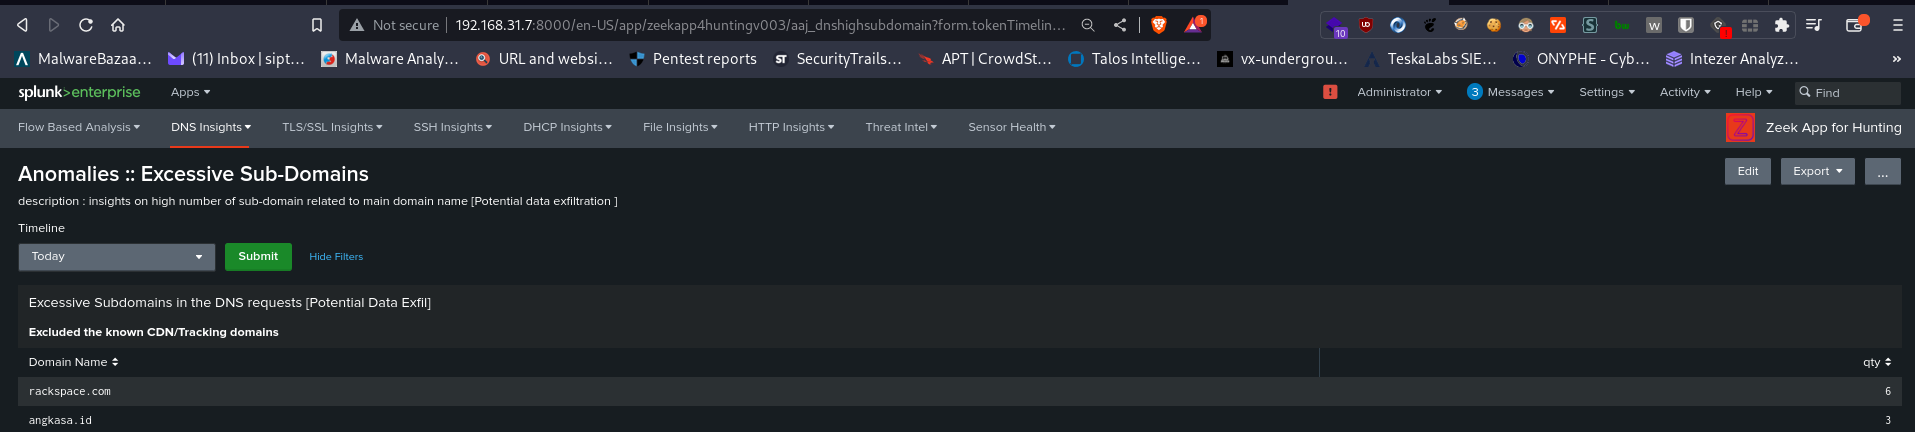 Not secure 192.168.31.7:8000/en-US/app/zeekapp4huntingv003/aaj_dnshighsubdomain?form.tokenTimelin... 1 10 1
MalwareBazaa... (11) Inbox | sipt... Malware Analy... URL and websi... Pentest reports SecurityTrails... APT | CrowdSt... Talos Intellige... vx-undergrou... TeskaLabs SIE... ONYPHE - Cyb... Intezer Analyz... »
splunk>enterprise Apps ! Administrator 3 Messages Settings Activity Help Find
Flow Based Analysis DNS Insights TLS/SSL Insights SSH Insights DHCP Insights File Insights HTTP Insights Threat Intel Sensor Health Z Zeek App for Hunting
Anomalies :: Excessive Sub-Domains Edit Export ...
description : insights on high number of sub-domain related to main domain name [Potential data exfiltration ]
Timeline
Today Submit Hide Filters
Excessive Subdomains in the DNS requests [Potential Data Exfil]
Excluded the known CDN/Tracking domains
Domain Name qty
rackspace.com 6
angkasa.id 3